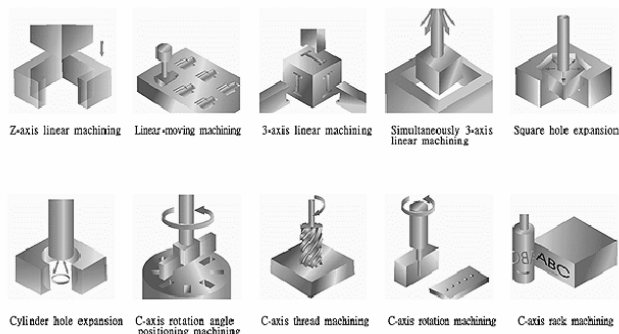 Z-axis linear machining
Linear-moving machining
3-axis linear machining
Simultaneously 3-axis
linear machining
Square hole expansion
08
ABC
Cylinder hole expansion
C-axis rotation angle
positioning machining
C-axis thread machining
C-axis rotation machining
C-axis rack machining